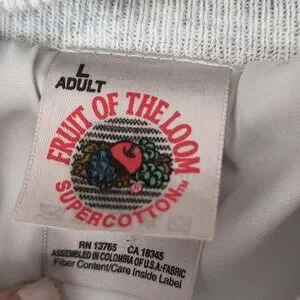 L
ADULT
FRUIT OF THE LOOM
SUPERCOTTON™
®
RN 13765 CA 18345
ASSEMBLED IN COLOMBIA OF U.S.A. FABRIC
Fiber Content/Care Inside Label